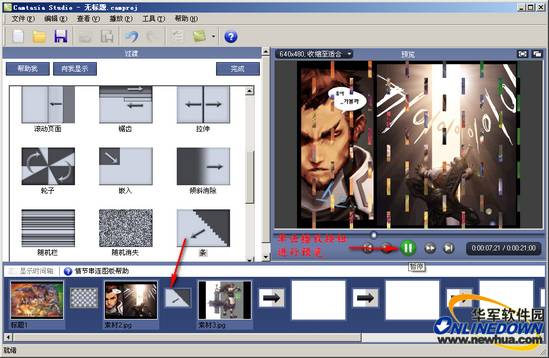 Camtasia Studio - 无标题.camproj
文件(F) 编辑(E) 查看(V) 播放(P) 工具(T) 帮助(H)
过渡
帮助我 向我显示 完成
滚动页面 锯齿 拉伸
轮子 嵌入 倾斜消除
随机栏 随机消失 条
640x480, 收缩至适合 预览
单击播放按钮
进行预览
0:00:07;21 / 0:00:21:00
暂停
显示时间轴 情节串连图板帮助
标题1 素材2.jpg 素材3.jpg
就绪
华军软件园
ONLINEDOWN
www.newhua.com